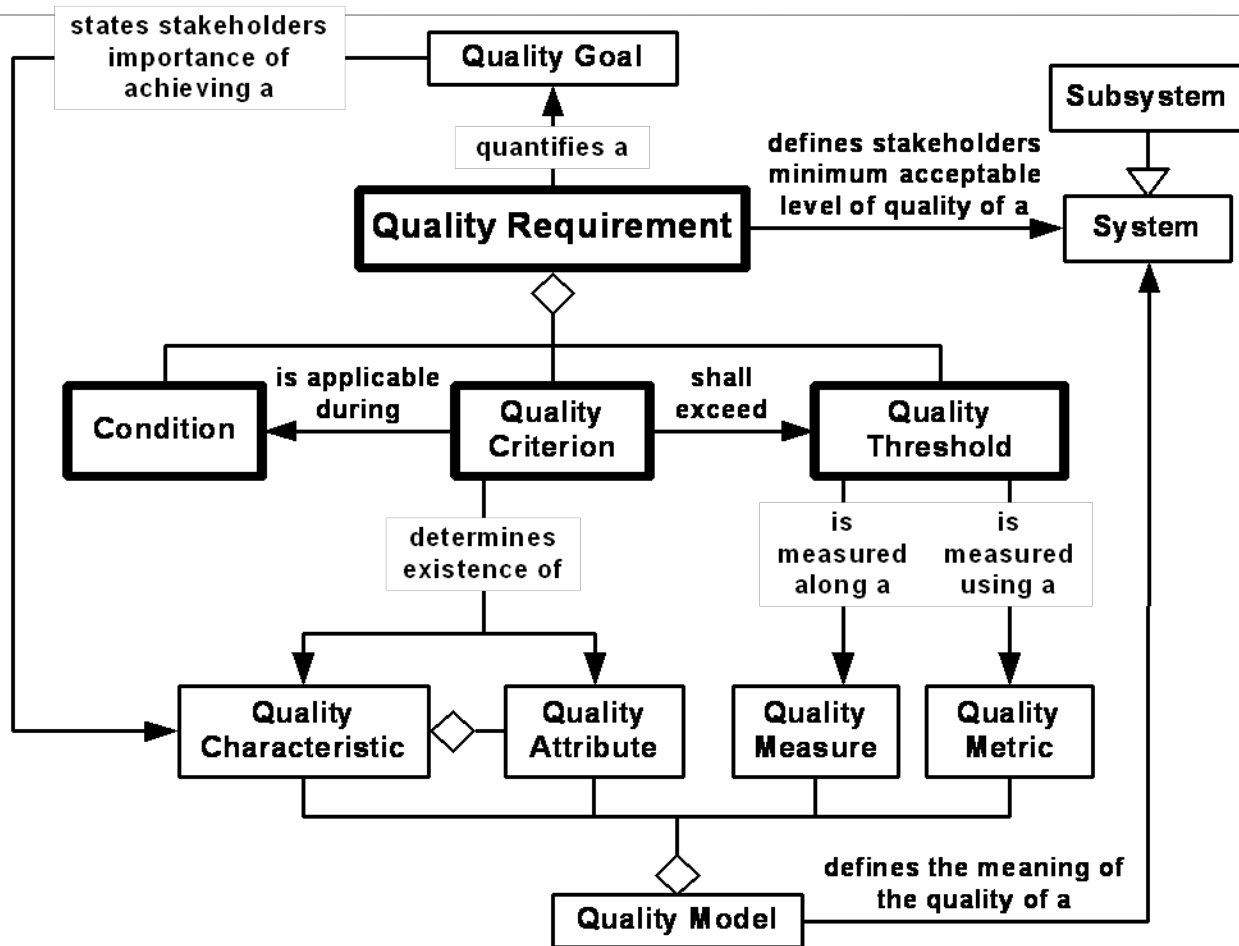 states stakeholders
importance of
achieving a
Quality Goal
Subsystem
quantifies a
defines stakeholders
minimum acceptable
level of quality of a
Quality Requirement
System
is applicable
during
shall
exceed
Condition
Quality
Criterion
Quality
Threshold
determines
existence of
is
measured
along a
is
measured
using a
Quality
Characteristic
Quality
Attribute
Quality
Measure
Quality
Metric
defines the meaning of
the quality of a
Quality Model